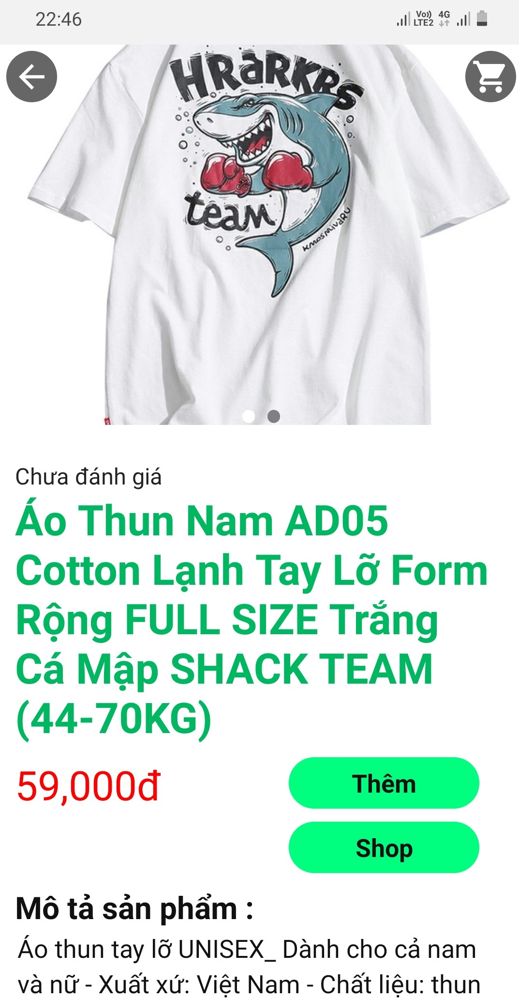 22:46
Vo)) 4G
LTE2
HRaRKRS
team
KMOSMIVaRU
Chưa đánh giá
Áo Thun Nam AD05
Cotton Lạnh Tay Lỡ Form
Rộng FULL SIZE Trắng
Cá Mập SHACK TEAM
(44-70KG)
59,000đ
Thêm
Shop
Mô tả sản phẩm :
Áo thun tay lỡ UNISEX_ Dành cho cả nam
và nữ - Xuất xứ: Việt Nam - Chất liệu: thun